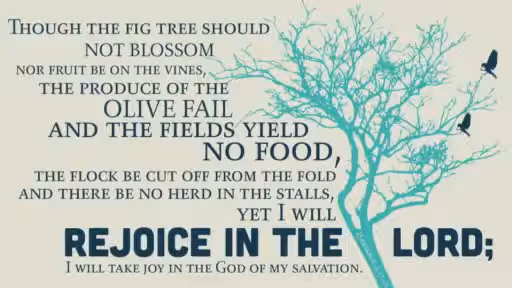 Though the fig tree should
not blossom
nor fruit be on the vines,
the produce of the
olive fail
and the fields yield
no food,
the flock be cut off from the fold
and there be no herd in the stalls,
yet I will
REJOICE IN THE LORD;
I will take joy in the God of my salvation.